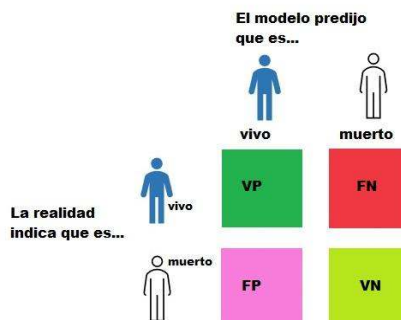 El modelo predijo
que es...
vivo
muerto
VP
FN
La realidad
indica que es...
vivo
muerto
FP
VN